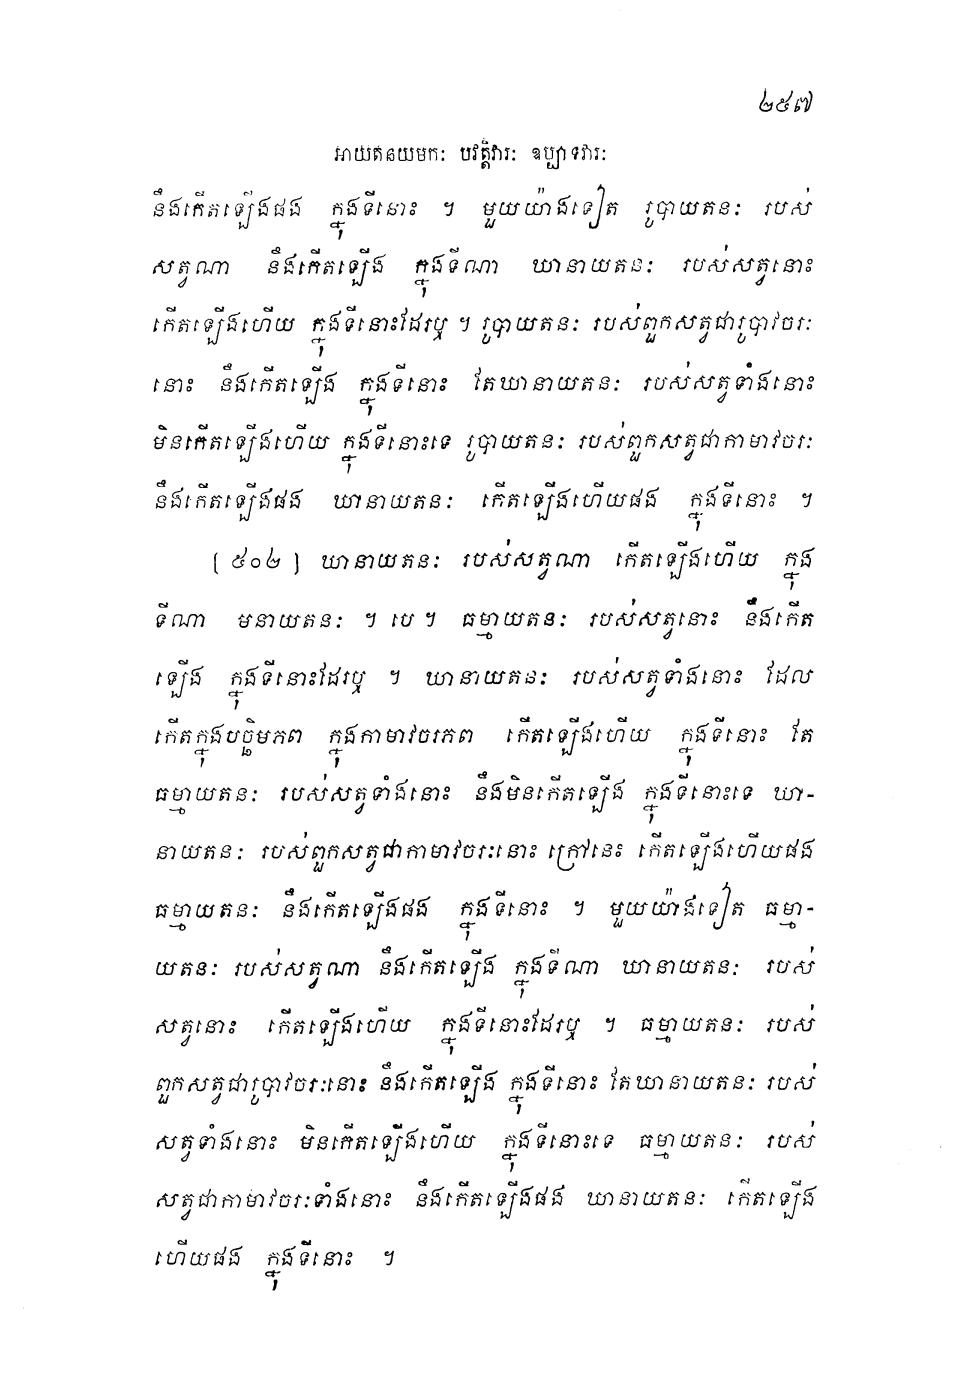 ២៥៧
អាយតនយមកៈ បវត្តិវារៈ ឧប្បាទវារៈ
នឹងកើតឡើងផង ក្នុងទីនោះ ។ មួយយ៉ាងទៀត រូបាយតនៈ របស់
សត្វណា នឹងកើតឡើង ក្នុងទីណា ឃានាយតនៈ របស់សត្វនោះ
កើតឡើងហើយ ក្នុងទីនោះដែរឬ ។ រូបាយតនៈ របស់ពួកសត្វជារូបាវចរៈ
នោះ នឹងកើតឡើង ក្នុងទីនោះ តែឃានាយតនៈ របស់សត្វទាំងនោះ
មិនកើតឡើងហើយ ក្នុងទីនោះទេ រូបាយតនៈ របស់ពួកសត្វជាកាមាវចរៈ
នឹងកើតឡើងផង ឃានាយតនៈ កើតឡើងហើយផង ក្នុងទីនោះ ។
[៥០៤] ឃានាយតនៈ របស់សត្វណា កើតឡើងហើយ ក្នុង
ទីណា មនាយតនៈ ។ បេ ។ ធម្មាយតនៈ របស់សត្វនោះ នឹងកើត
ឡើង ក្នុងទីនោះដែរឬ ។ ឃានាយតនៈ របស់សត្វទាំងនោះ ដែល
កើតក្នុងបច្ឆិមភព ក្នុងកាមាវចរភព កើតឡើងហើយ ក្នុងទីនោះ តែ
ធម្មាយតនៈ របស់សត្វទាំងនោះ នឹងមិនកើតឡើង ក្នុងទីនោះទេ ឃា-
នាយតនៈ របស់ពួកសត្វជាកាមាវចរៈនោះ ក្រៅនេះ កើតឡើងហើយផង
ធម្មាយតនៈ នឹងកើតឡើងផង ក្នុងទីនោះ ។ មួយយ៉ាងទៀត ធម្មា-
យតនៈ របស់សត្វណា នឹងកើតឡើង ក្នុងទីណា ឃានាយតនៈ របស់
សត្វនោះ កើតឡើងហើយ ក្នុងទីនោះដែរឬ ។ ធម្មាយតនៈ របស់
ពួកសត្វជារូបាវចរៈនោះ នឹងកើតឡើង ក្នុងទីនោះ តែឃានាយតនៈ របស់
សត្វទាំងនោះ មិនកើតឡើងហើយ ក្នុងទីនោះទេ ធម្មាយតនៈ របស់
សត្វជាកាមាវចរៈទាំងនោះ នឹងកើតឡើងផង ឃានាយតនៈ កើតឡើង
ហើយផង ក្នុងទីនោះ ។